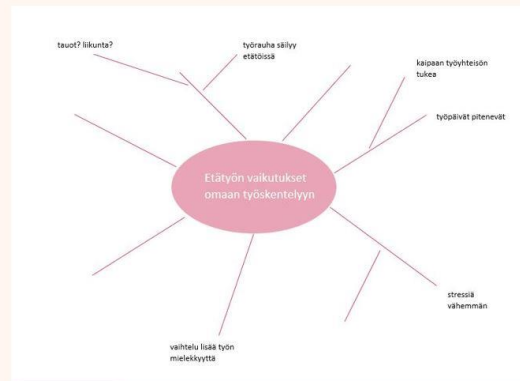 tauot? liikunta?
työrauha säilyy
etätöissä
kaipaan työyhteisön
tukea
työpäivät pitenevät
Etätyön vaikutukset
omaan työskentelyyn
stressiä
vähemmän
vaihtelu lisää työn
mielekkyyttä